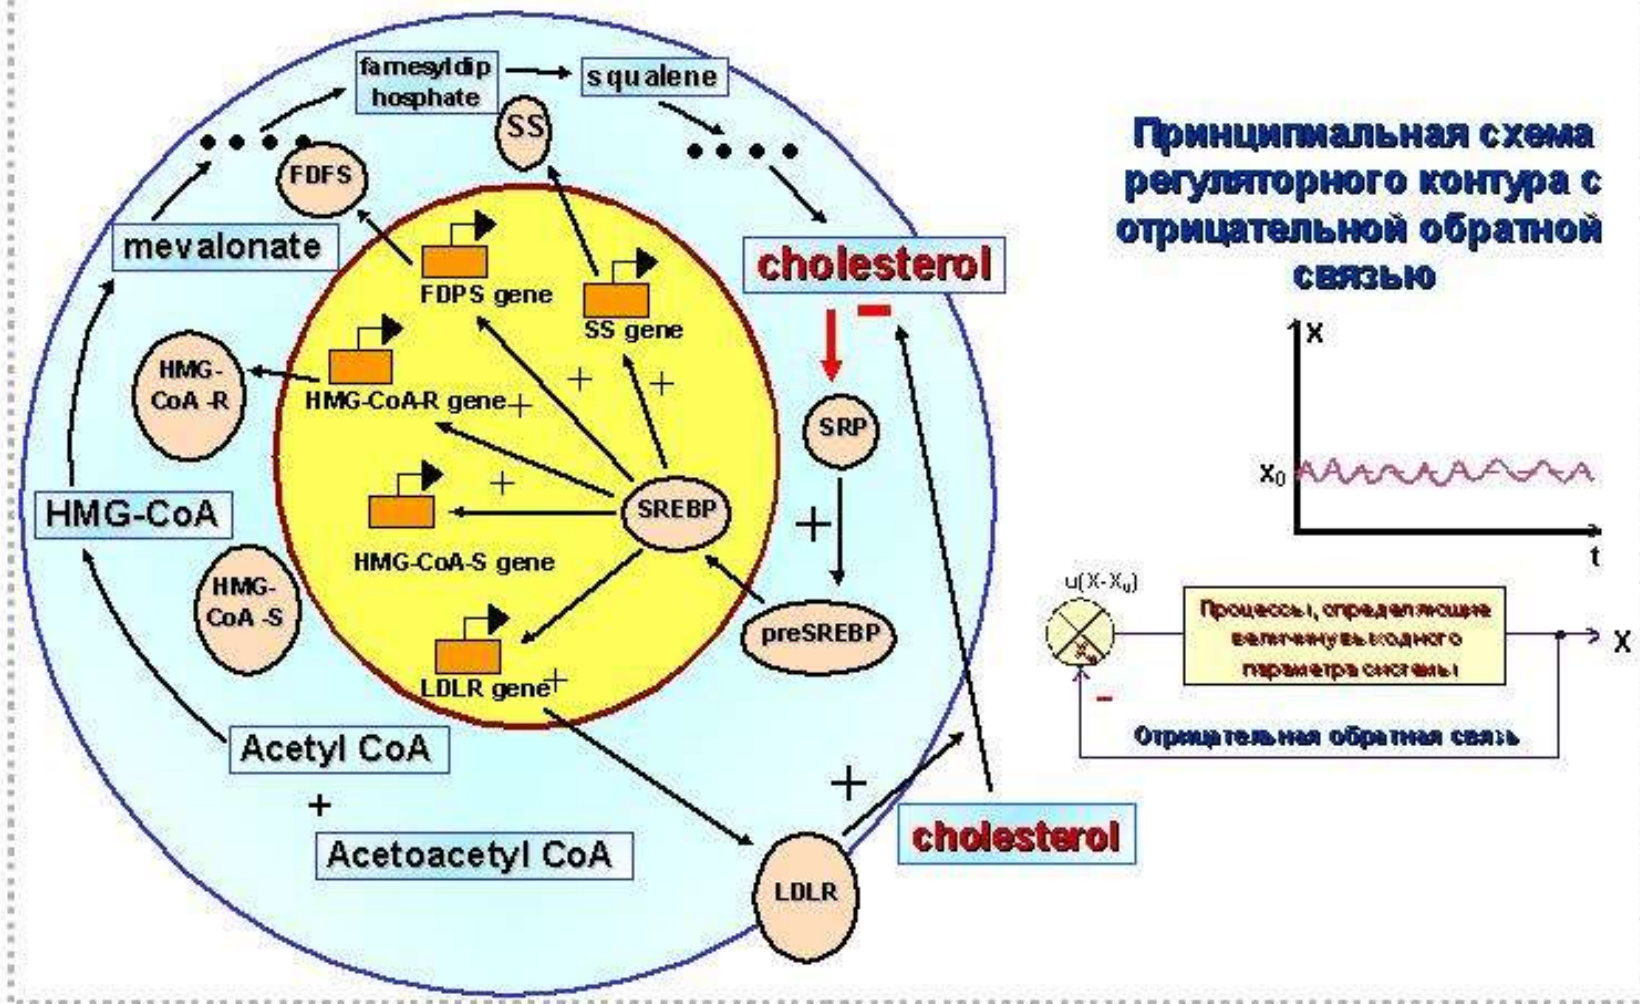 farnesyldip
hosphate
squalene
SS
FDFS
mevalonate
cholesterol
FDPS gene
SS gene
HMG-
CoA -R
HMG-CoA-R gene
+
+
+
SRP
HMG-CoA
+
SREBP
+
HMG-CoA-S gene
HMG-
CoA -S
preSREBP
LDLR gene
+
Acetyl CoA
+
Acetoacetyl CoA
+
cholesterol
LDLR
Принципиальная схема
регуляторного контура с
отрицательной обратной
связью
X
X₀
t
u(X-X₀)
Процессы, определяющие
величину выходного
параметра системы
X
-
Отрицательная обратная связь